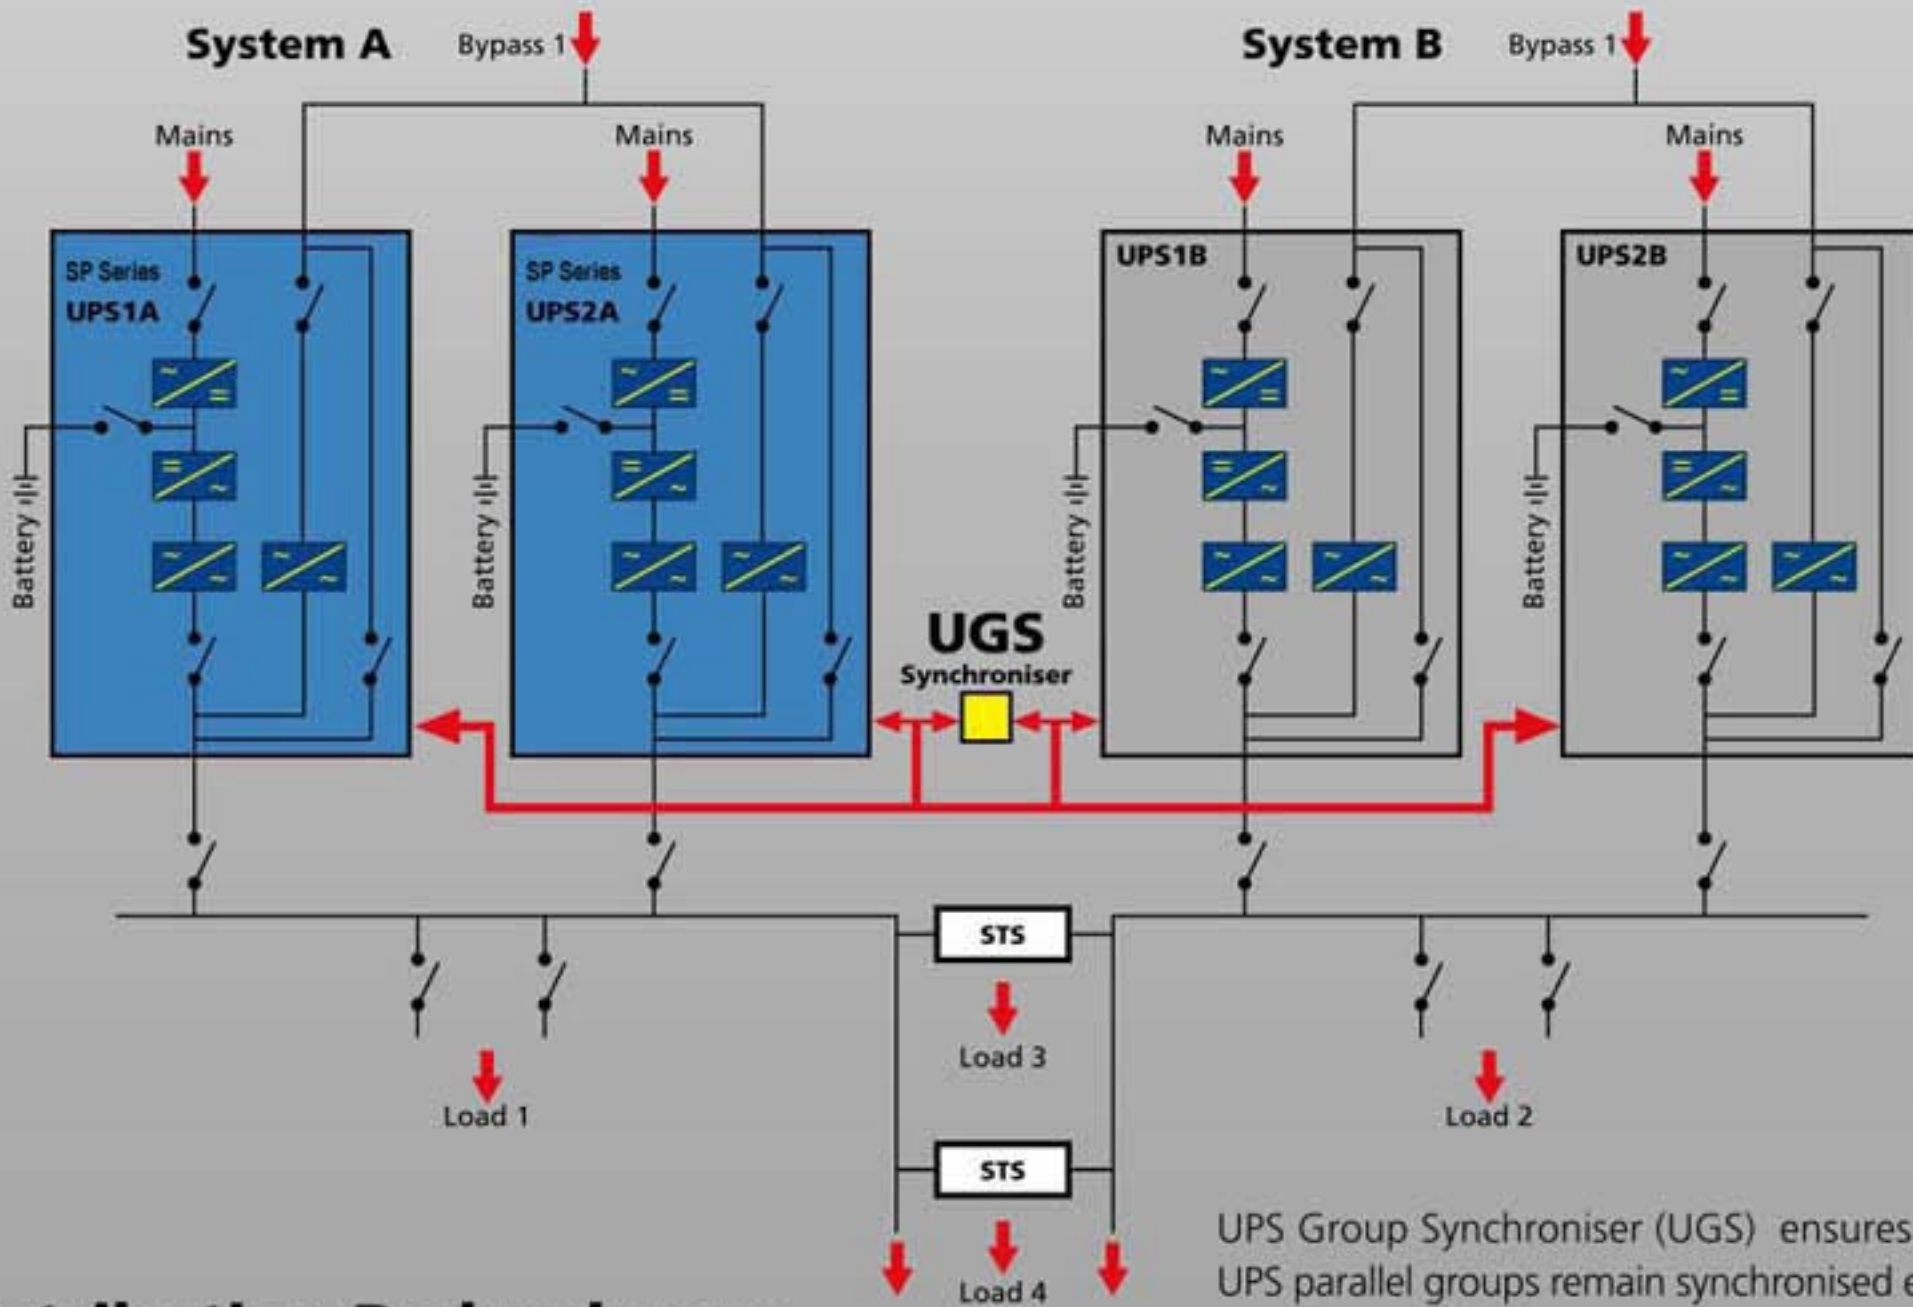 System A
Bypass 1
System B
Bypass 1
Mains
Mains
Mains
Mains
SP Series
UPS1A
SP Series
UPS2A
UPS1B
UPS2B
Battery
Battery
Battery
Battery
UGS
Synchroniser
STS
Load 3
Load 1
Load 2
STS
Load 4
UPS Group Synchroniser (UGS) ensures
UPS parallel groups remain synchronised